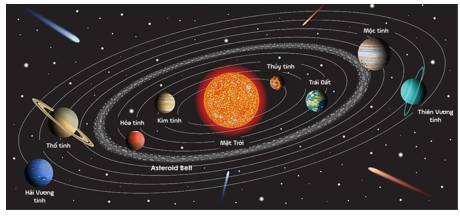 Mộc tinh
Thủy tinh
Trái Đất
Thiên Vương
tinh
Kim tinh
Hỏa tinh
Mặt Trời
Thổ tinh
Asteroid Bell
Hải Vương
tinh